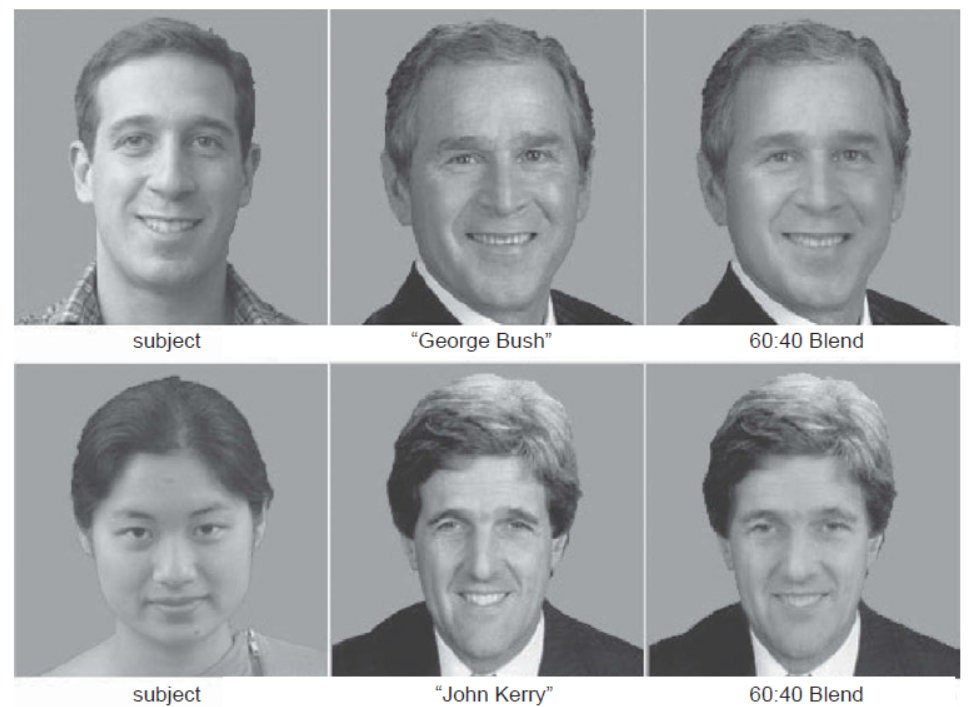 subject
“George Bush”
60:40 Blend
subject
“John Kerry”
60:40 Blend